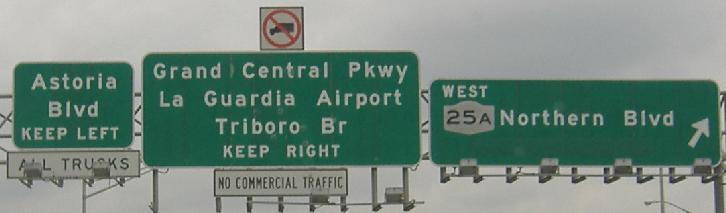 Astoria
Blvd
KEEP LEFT
ALL TRUCKS
Grand Central Pkwy
La Guardia Airport
Triboro Br
KEEP RIGHT
NO COMMERCIAL TRAFFIC
WEST
25A Northern Blvd